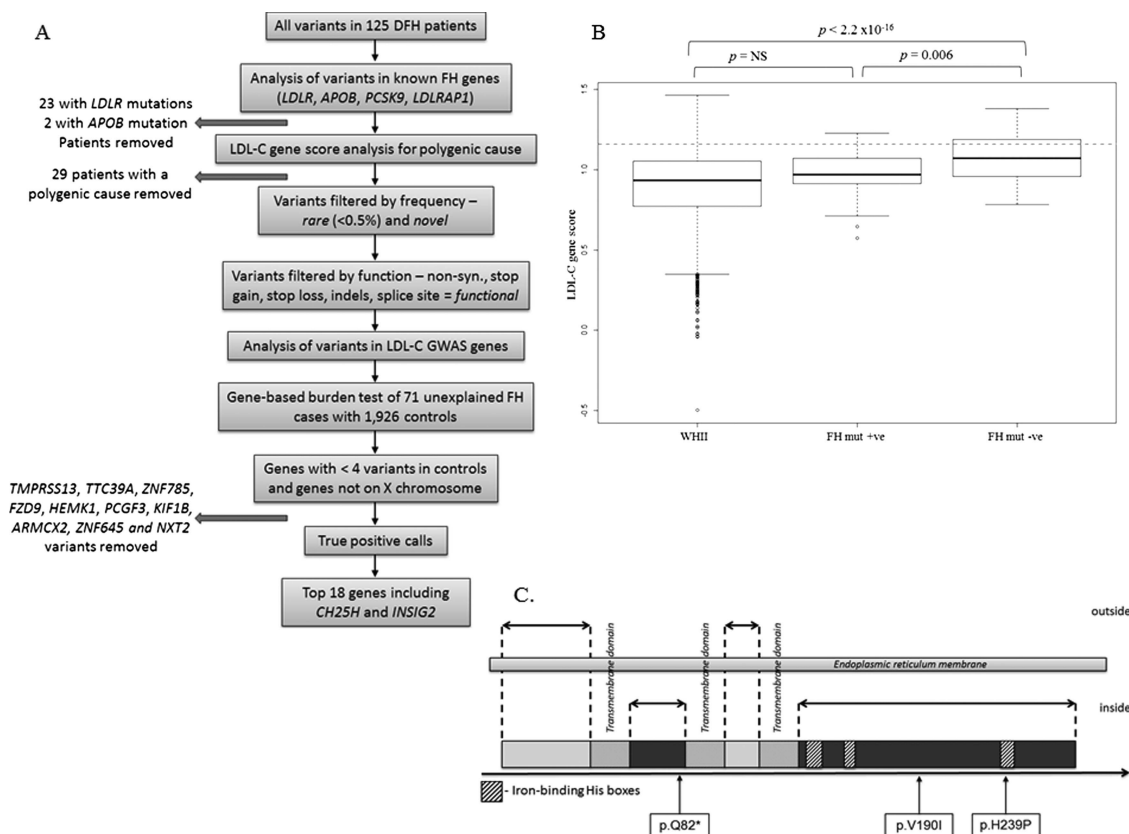 A
All variants in 125 DFH patients
Analysis of variants in known FH genes
(LDLR, APOB, PCSK9, LDLRAP1)
23 with LDLR mutations
2 with APOB mutation
Patients removed
LDL-C gene score analysis for polygenic cause
29 patients with a
polygenic cause removed
Variants filtered by frequency –
rare (<0.5%) and novel
Variants filtered by function – non-syn., stop
gain, stop loss, indels, splice site = functional
Analysis of variants in LDL-C GWAS genes
Gene-based burden test of 71 unexplained FH
cases with 1,926 controls
Genes with < 4 variants in controls
and genes not on X chromosome
TMPRSS13, TTC39A, ZNF785,
FZD9, HEMK1, PCGF3, KIF1B,
ARMCX2, ZNF645 and NXT2
variants removed
True positive calls
Top 18 genes including
CH25H and INSIG2
B
p < 2.2 x10-16
p = NS
p = 0.006
LDL-C gene score
1.5
1.0
0.5
0.0
-0.5
WHII
FH mut +ve
FH mut -ve
C.
outside
Endoplasmic reticulum membrane
inside
Transmembrane domain
Transmembrane domain
Transmembrane domain
- Iron-binding His boxes
p.Q82*
p.V190I
p.H239P